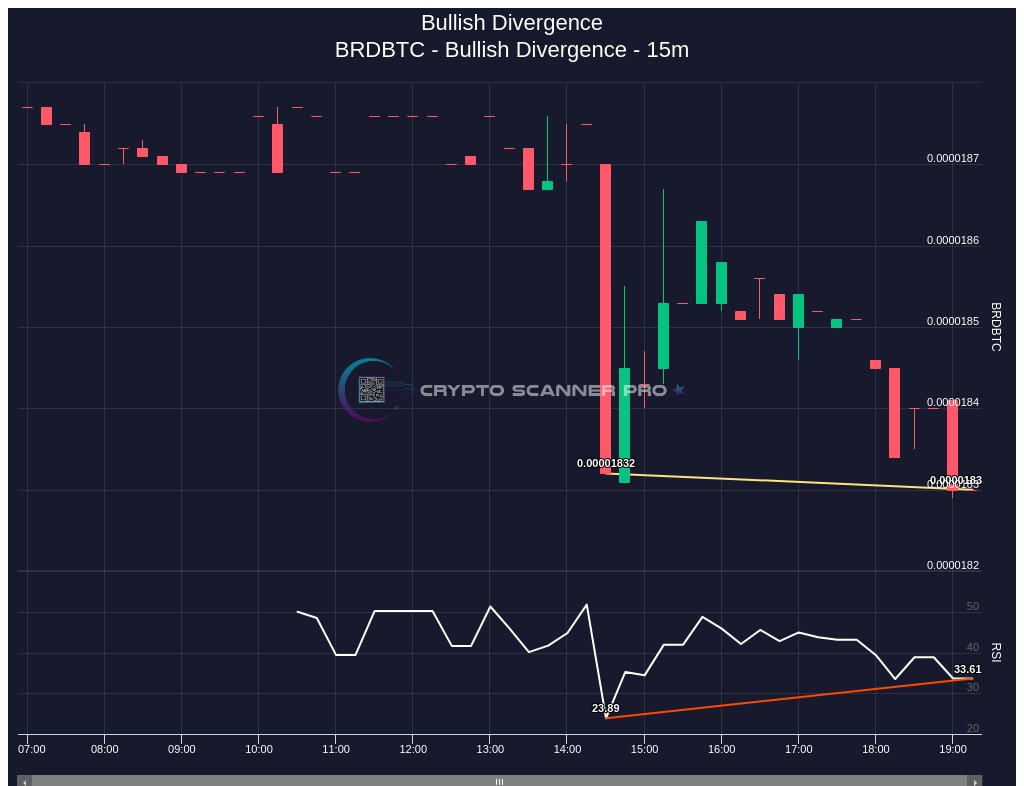 Bullish Divergence
BRDBTC - Bullish Divergence - 15m
0.0000187
0.0000186
0.0000185
BRDBTC
CRYPTO SCANNER PRO
0.0000184
0.00001832
0.0000183
0.0000183
0.0000182
50
40
RSI
33.61
30
23.89
20
07:00 08:00 09:00 10:00 11:00 12:00 13:00 14:00 15:00 16:00 17:00 18:00 19:00